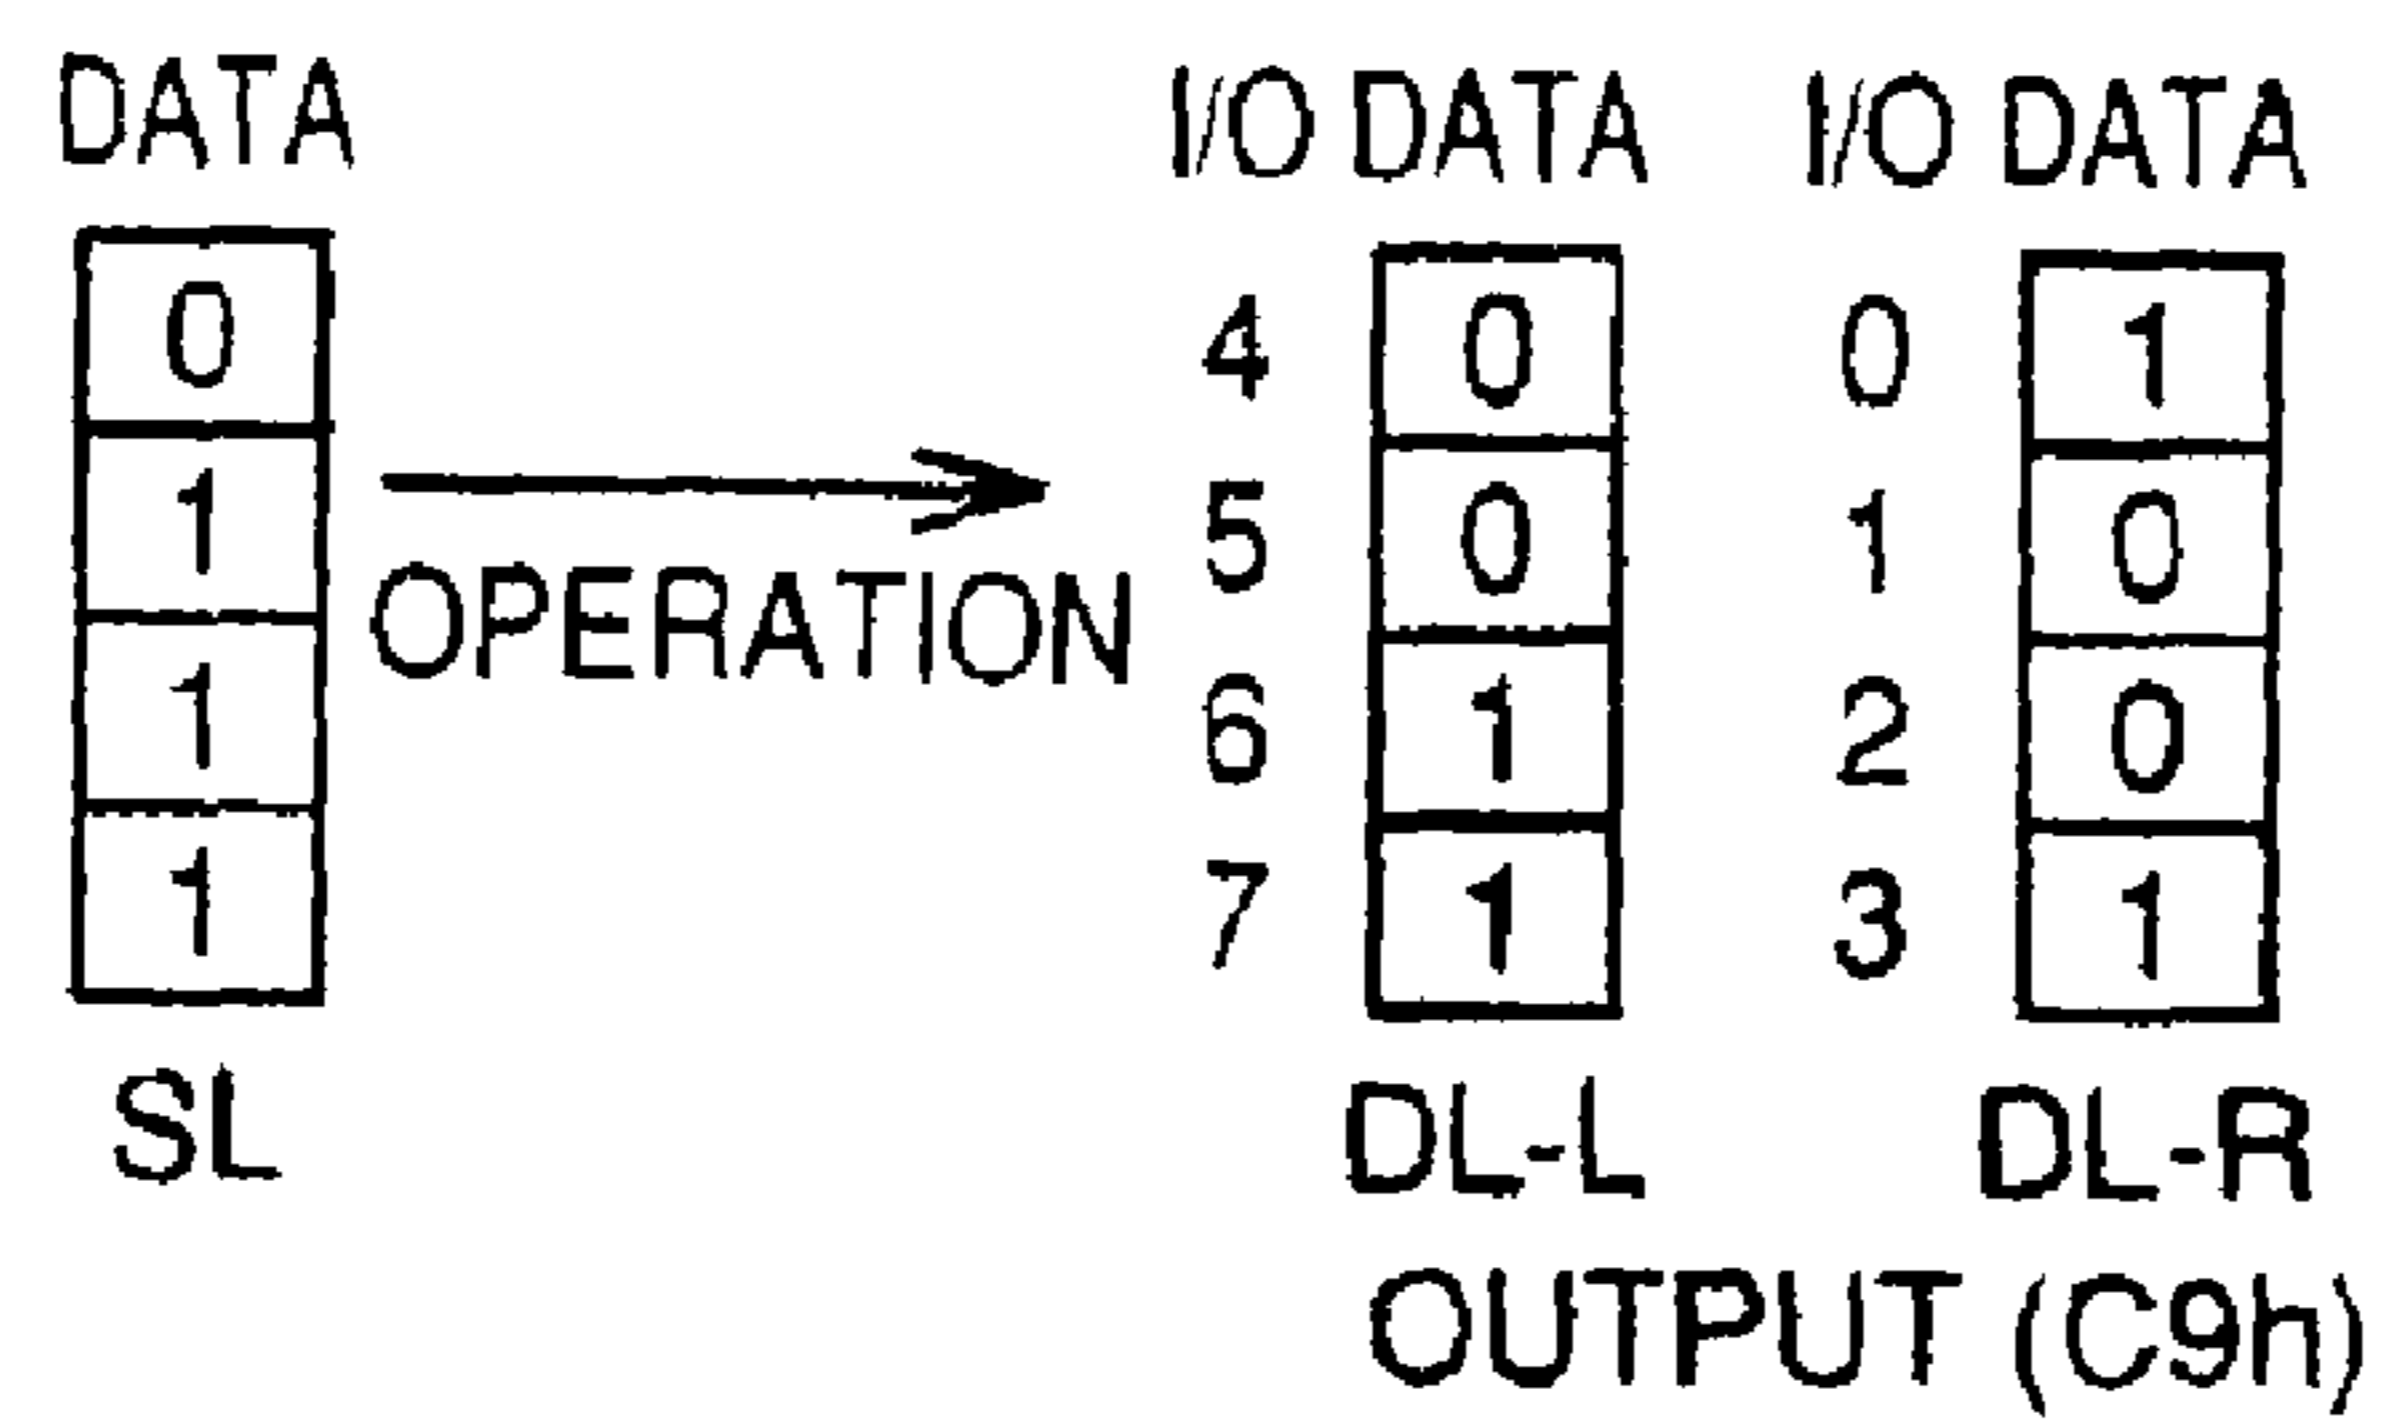 DATA I/O DATA I/O DATA
0 4 0 0 1
1 5 0 1 0
OPERATION
1 6 1 2 0
1 7 1 3 1
SL DL-L DL-R
OUTPUT (C9h)